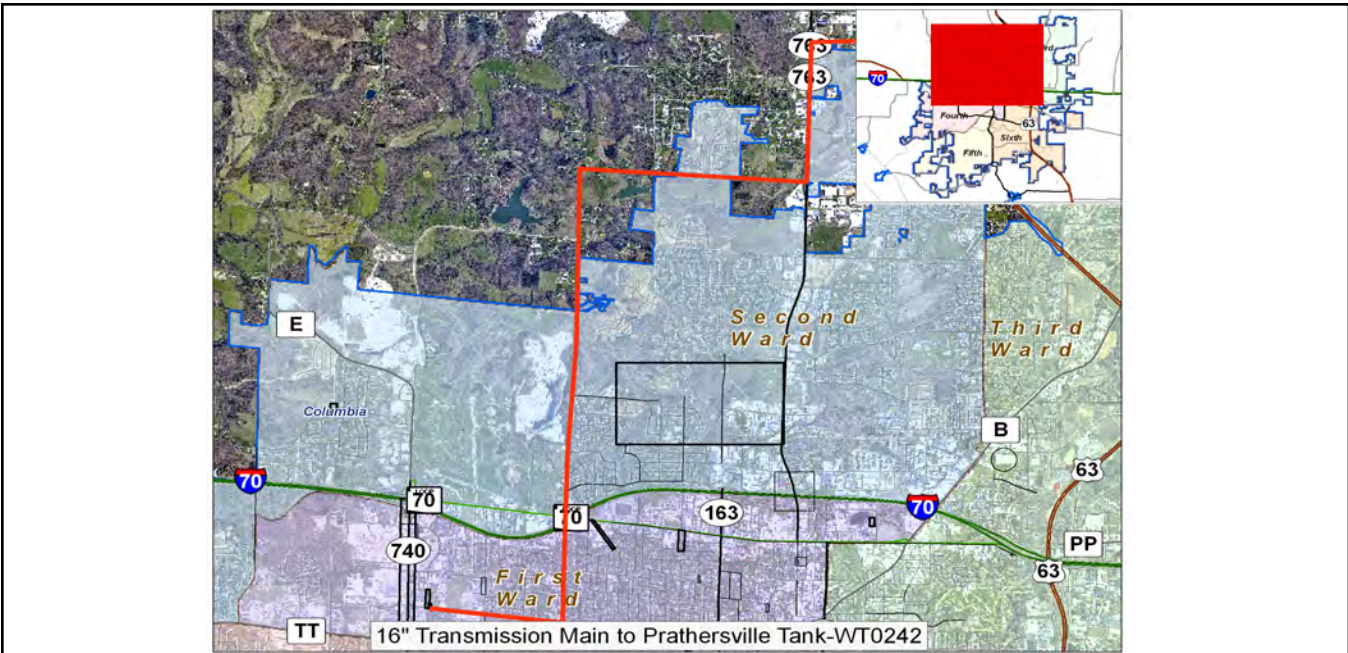 763
763
70
rd
Fourth
63
Sixth
Fifth
E
Second
Ward
Third
Ward
Columbia
B
63
70
70
70
163
70
740
PP
63
First
Ward
TT
16" Transmission Main to Prathersville Tank-WT0242